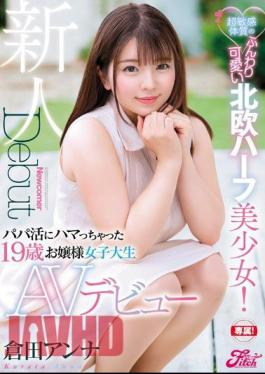 超敏感体質の
ふんわり可愛い
北欧ハーフ美少女!
新人
Debut
Newcomer
パパ活にハマっちゃった
19歳お嬢様女子大生
AVデビュー
JAVHD
倉田アンナ
Kurata Anna
専属!
Fitch